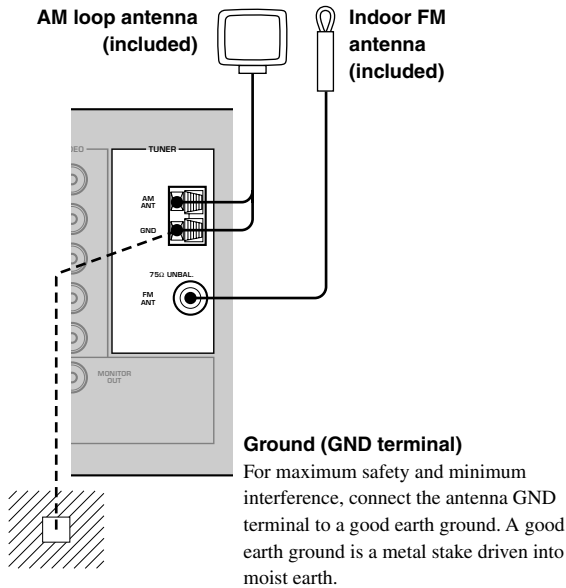 AM loop antenna
(included)
Indoor FM
antenna
(included)
DEO
TUNER
AM
ANT
GND
75Ω UNBAL.
FM
ANT
MONITOR
OUT
Ground (GND terminal)
For maximum safety and minimum
interference, connect the antenna GND
terminal to a good earth ground. A good
earth ground is a metal stake driven into
moist earth.